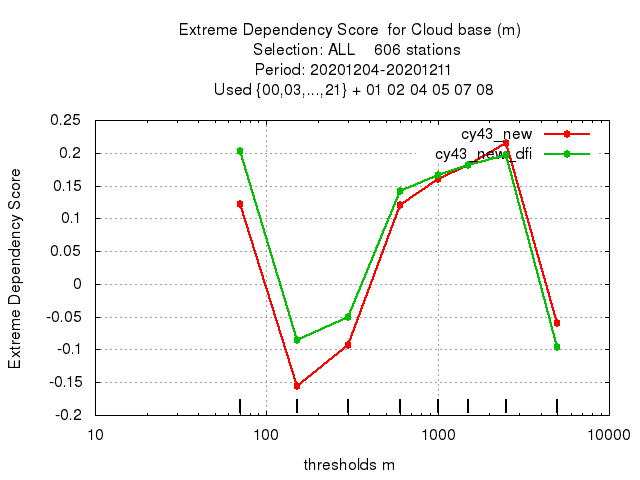 Extreme Dependency Score  for Cloud base (m)
Selection: ALL    606 stations
Period: 20201204-20201211
Used {00,03,...,21} + 01 02 04 05 07 08
cy43_new
cy43_new_dfi
Extreme Dependency Score
0.25
0.2
0.15
0.1
0.05
0
-0.05
-0.1
-0.15
-0.2
10 100 1000 10000
thresholds m